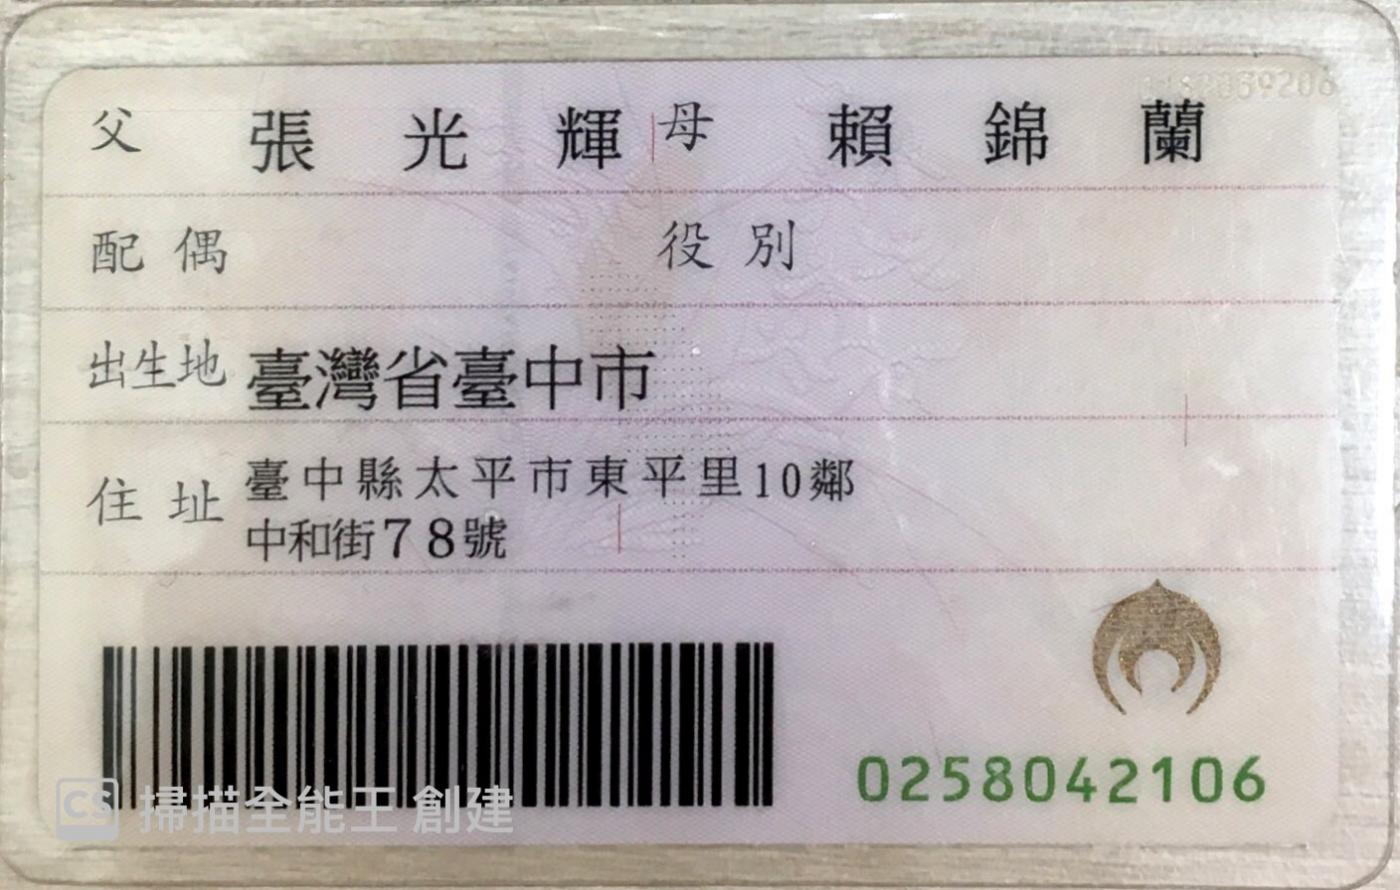 父 張光輝 母 賴錦蘭
配偶 役別
出生地 臺灣省臺中市
住址 臺中縣太平市東平里10鄰
中和街78號
0258042106
CS 掃描全能王 創建